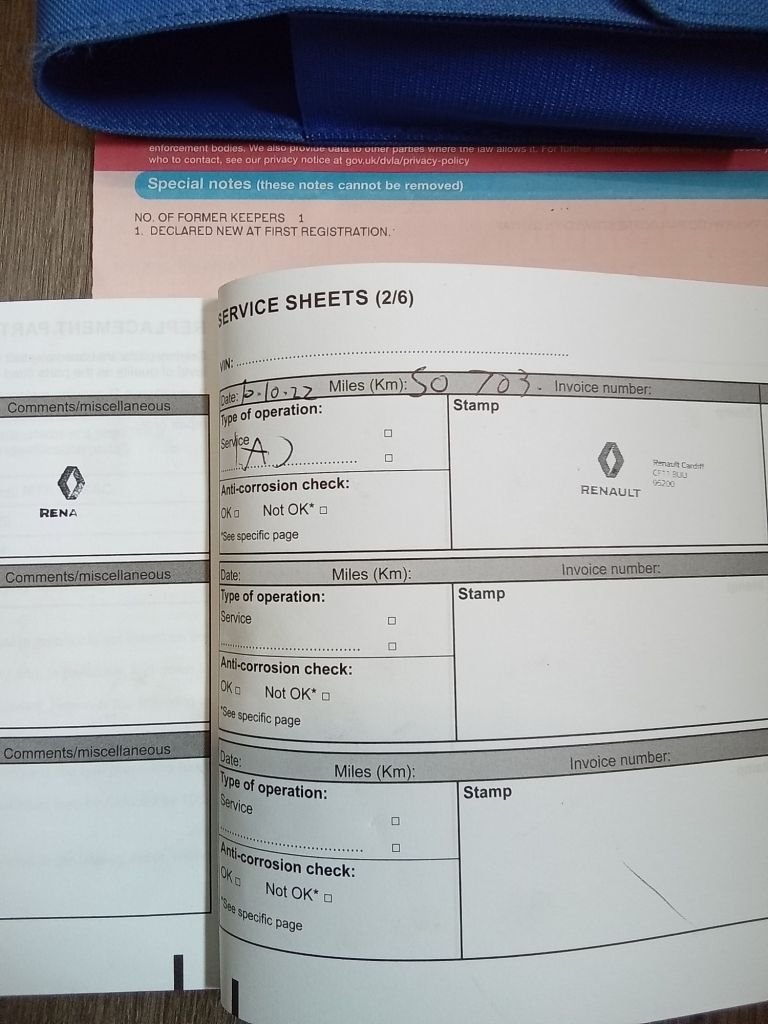 enforcement bodies. We also provide data to other parties where the law allows it. For further information
who to contact, see our privacy notice at gov.uk/dvla/privacy-policy
Special notes (these notes cannot be removed)
NO. OF FORMER KEEPERS 1
1. DECLARED NEW AT FIRST REGISTRATION.
SERVICE SHEETS (2/6)
VIN:
Date: 10.22 Miles (Km): 50 703. Invoice number:
Type of operation:
Service
A
Anti-corrosion check:
OK □ Not OK* □
*See specific page
Stamp
RENAULT
Renault Cardiff
Comments/miscellaneous
RENA
Date: Miles (Km): Invoice number:
Type of operation:
Service
Anti-corrosion check:
OK □ Not OK* □
*See specific page
Stamp
Comments/miscellaneous
Date: Miles (Km): Invoice number:
Type of operation:
Service
Anti-corrosion check:
OK □ Not OK* □
*See specific page
Stamp
Comments/miscellaneous